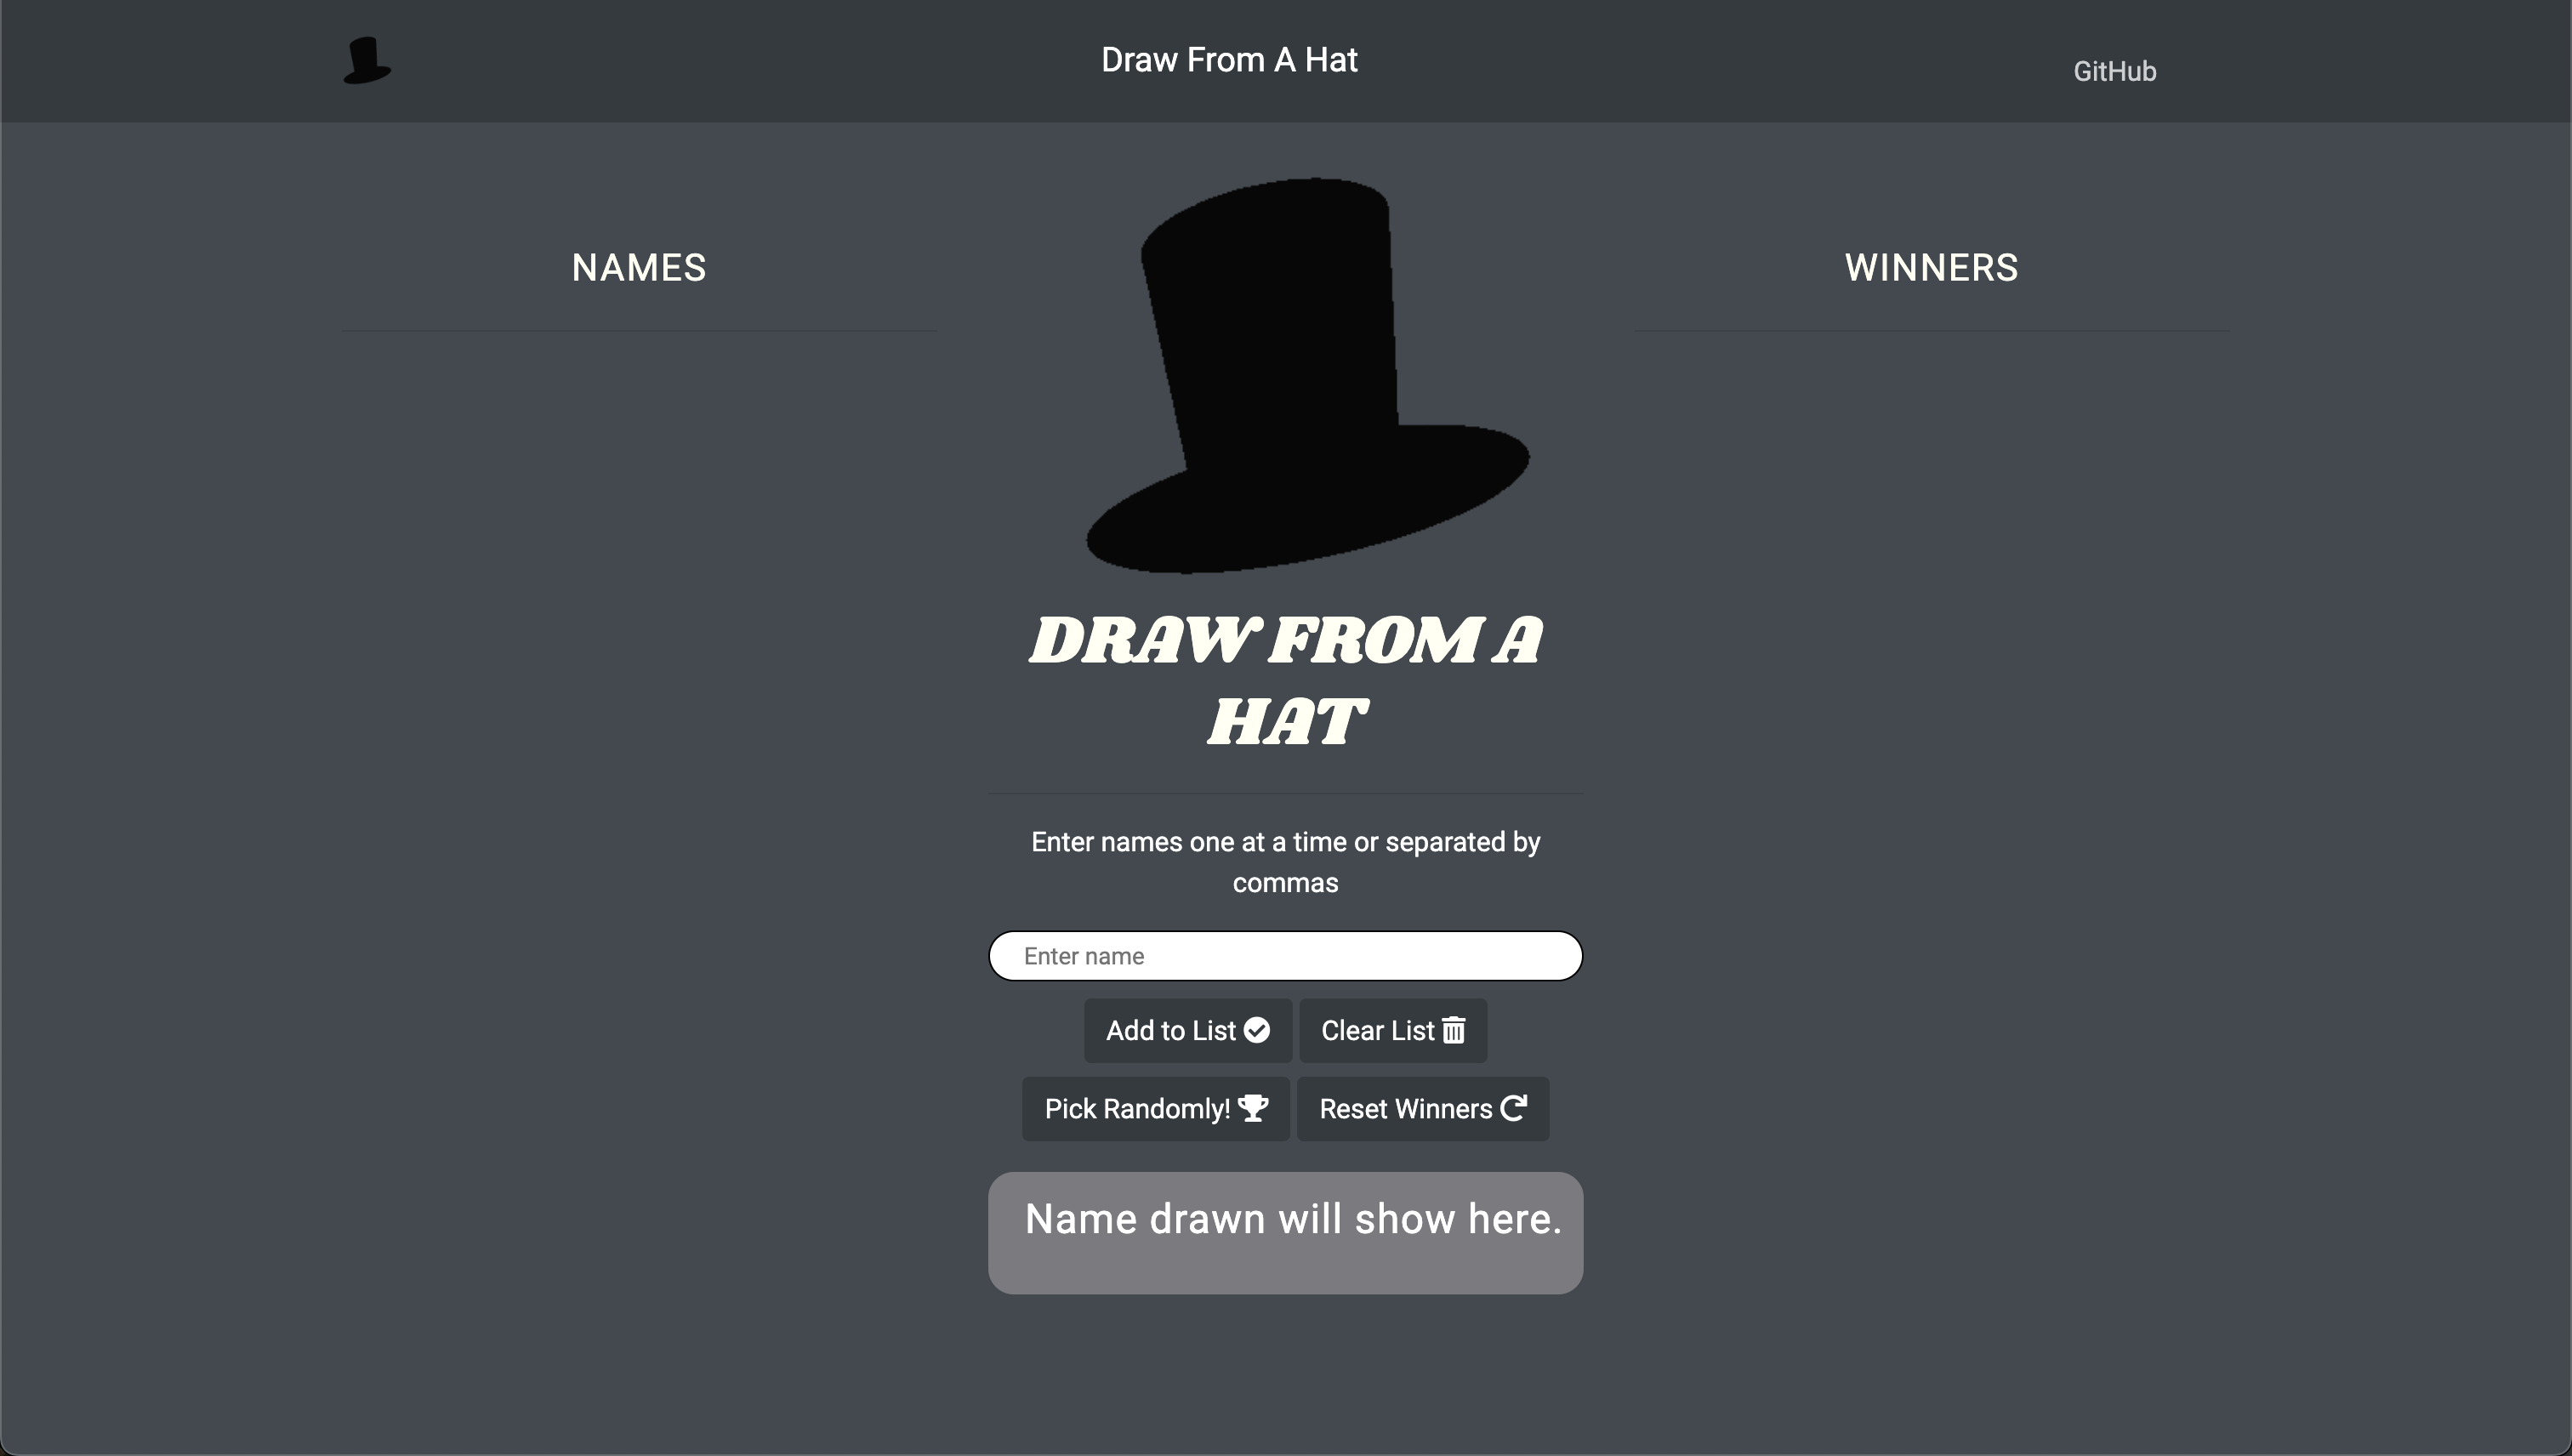 Draw From A Hat
GitHub
NAMES
WINNERS
DRAW FROM A
HAT
Enter names one at a time or separated by
commas
Enter name
Add to List
Clear List
Pick Randomly!
Reset Winners
Name drawn will show here.